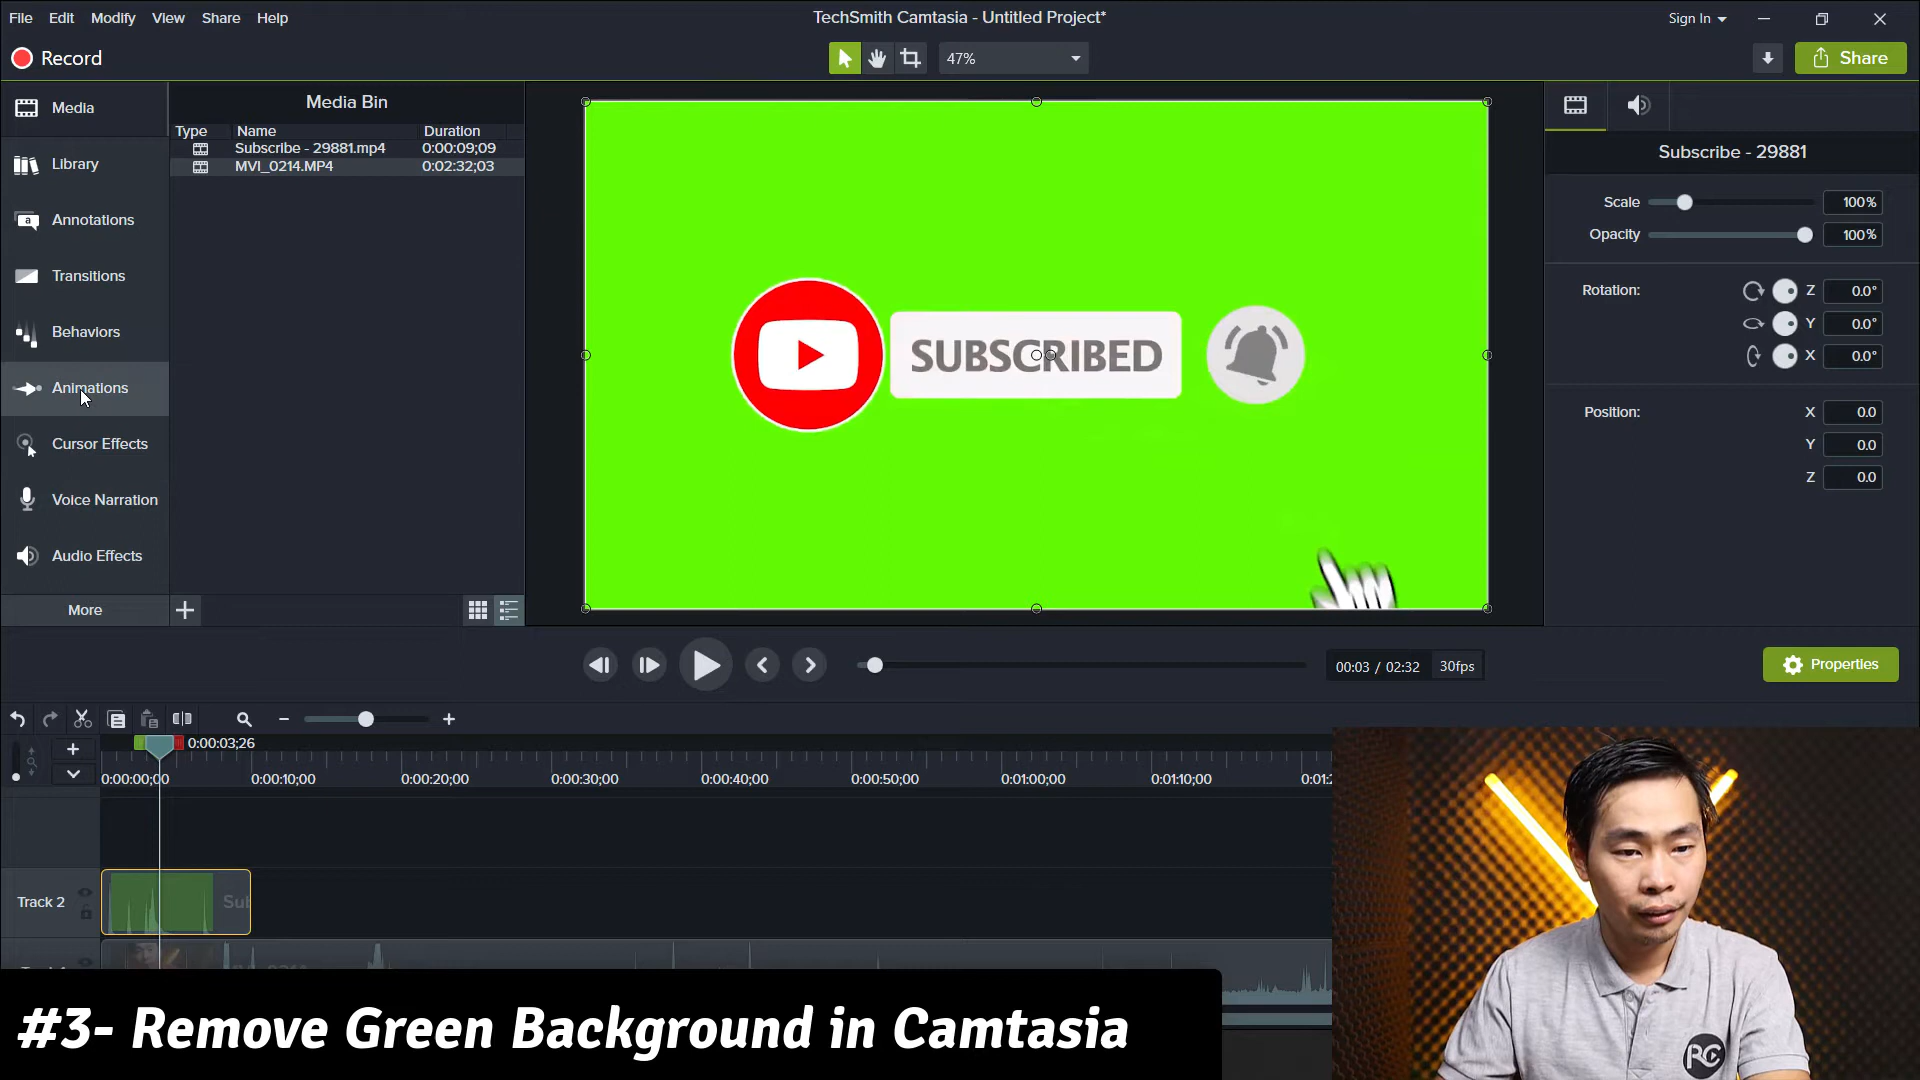 File Edit Modify View Share Help
TechSmith Camtasia - Untitled Project*
Sign In
Record
47%
Share
Media
Library
Annotations
Transitions
Behaviors
Animations
Cursor Effects
Voice Narration
Audio Effects
More
Media Bin
Type Name Duration
Subscribe - 29881.mp4 0:00:09;09
MVI_0214.MP4 0:02:32;03
SUBSCRIBED
Subscribe - 29881
Scale 100%
Opacity 100%
Rotation: Z 0.0°
Y 0.0°
X 0.0°
Position: X 0.0
Y 0.0
Z 0.0
00:03 / 02:32 30fps
Properties
0:00:03;26
0:00:00;00 0:00:10;00 0:00:20;00 0:00:30;00 0:00:40;00 0:00:50;00 0:01:00;00 0:01:10;00 0:01:2
Track 2
Sub
#3- Remove Green Background in Camtasia
RC